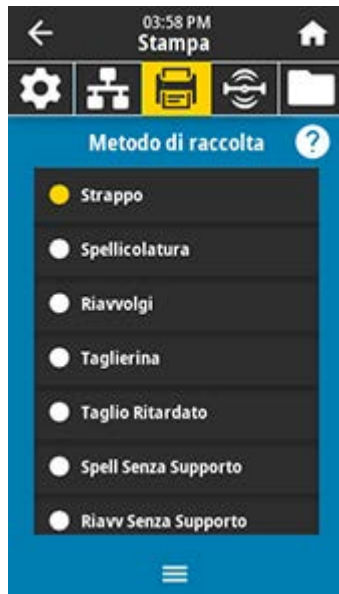 03:58 PM
Stampa
Metodo di raccolta ?
Strappo
Spellicolatura
Riavvolgi
Taglierina
Taglio Ritardato
Spell Senza Supporto
Riavv Senza Supporto